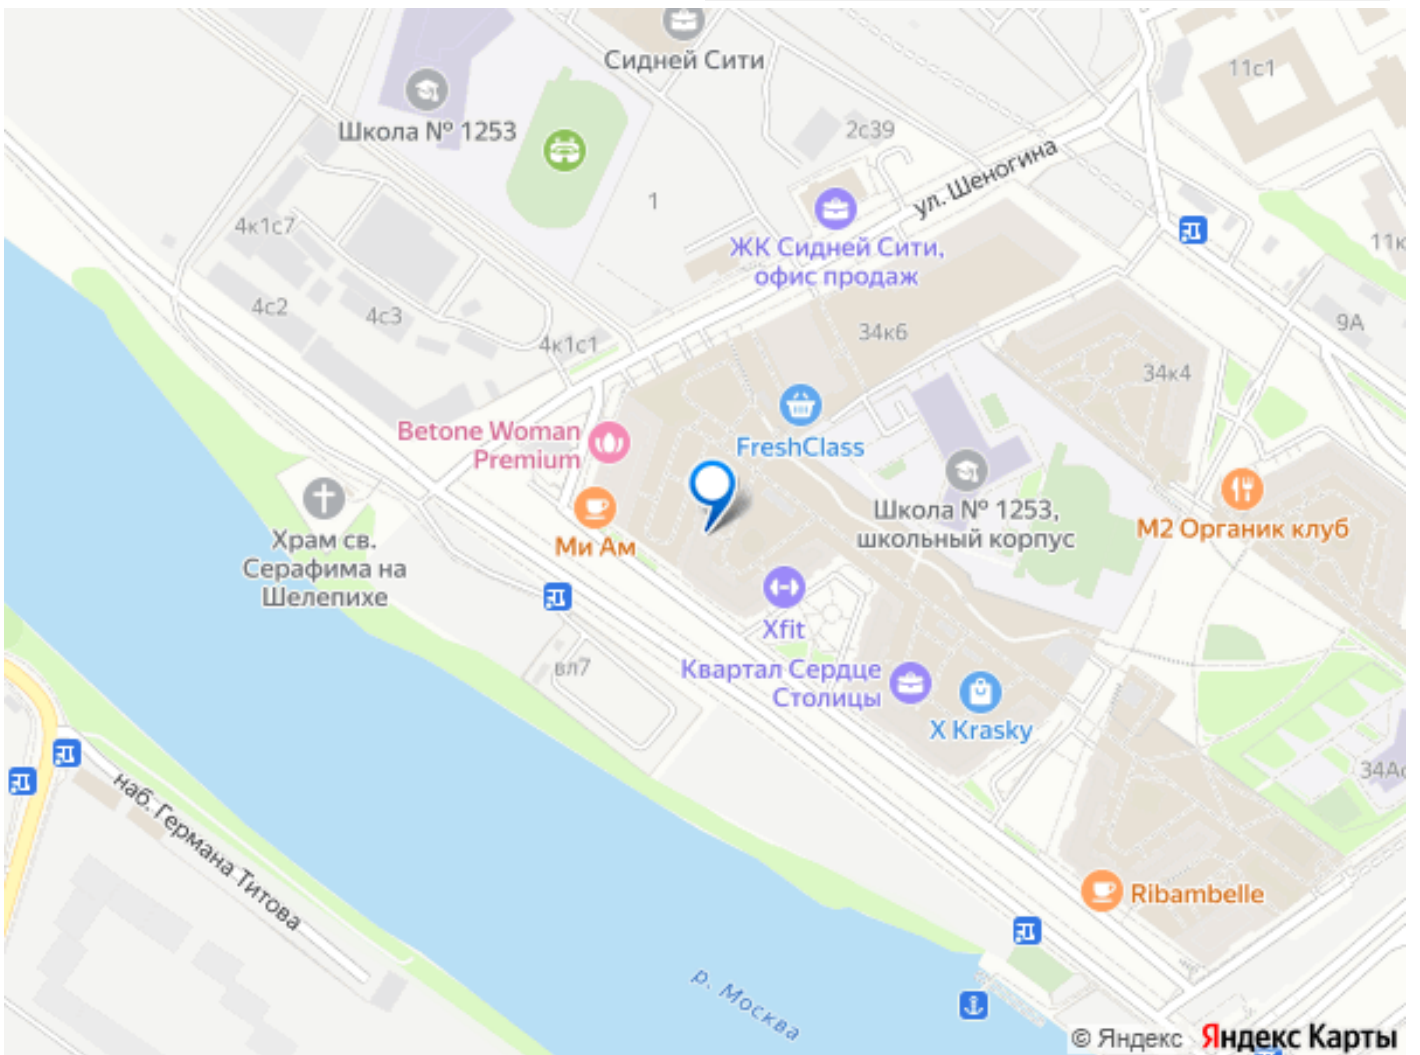 Сидней Сити
11с1
Школа № 1253
2с39
ул. Шеногина
1
4к1с7
ЖК Сидней Сити,
офис продаж
11к
4с2
4с3
4к1с1
34к6
9А
34к4
Betone Woman
Premium
FreshClass
Школа № 1253,
школьный корпус
М2 Органик клуб
Ми Ам
Храм св.
Серафима на
Шелепихе
Xfit
вл7
Квартал Сердце
Столицы
X Krasky
34Ас
наб. Германа Титова
Ribambelle
р. Москва
© Яндекс Яндекс Карты